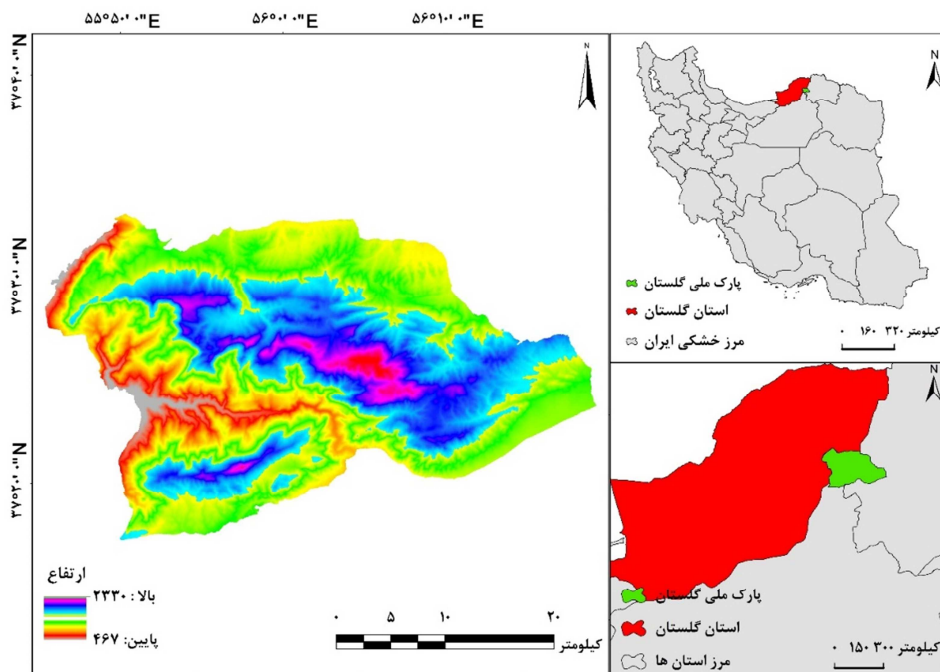 ۵۵°۵۰'۰"E ۵۶°۰'۰"E ۵۶°۱۰'۰"E
۳۷°۴۰'۰"N
۳۷°۳۰'۰"N
۳۷°۲۰'۰"N
N
ارتفاع
بالا : ۲۳۳۰
پایین: ۴۶۷
۰ ۵ ۱۰ ۲۰
کیلومتر
N
پارک ملی گلستان
استان گلستان
مرز خشکی ایران
۰ ۱۶۰ ۳۲۰ کیلومتر
N
پارک ملی گلستان
استان گلستان
مرز استان ها
۰ ۱۵۰ ۳۰۰ کیلومتر